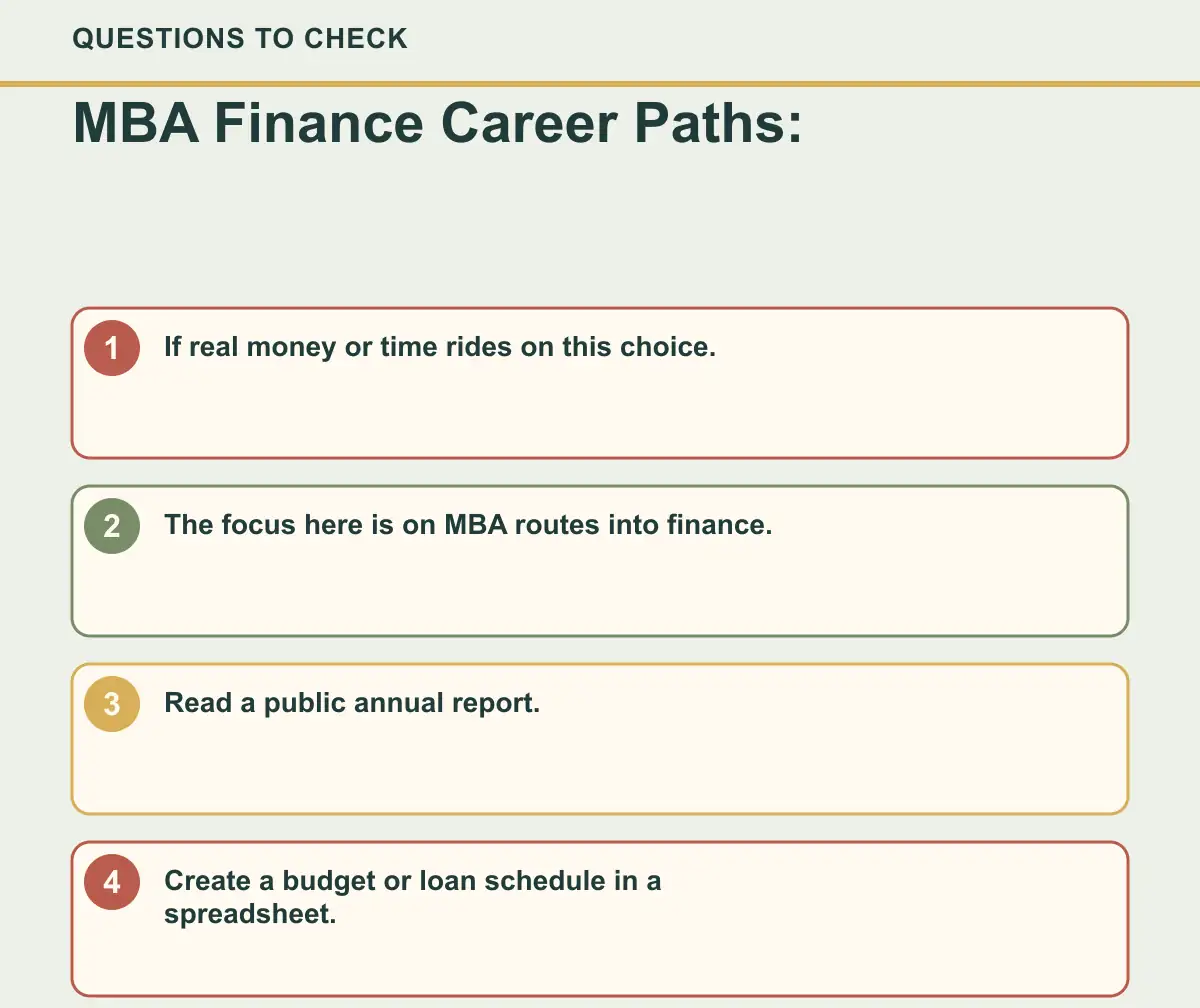 QUESTIONS TO CHECK
MBA Finance Career Paths:
1
If real money or time rides on this choice.
2
The focus here is on MBA routes into finance.
3
Read a public annual report.
4
Create a budget or loan schedule in a
spreadsheet.